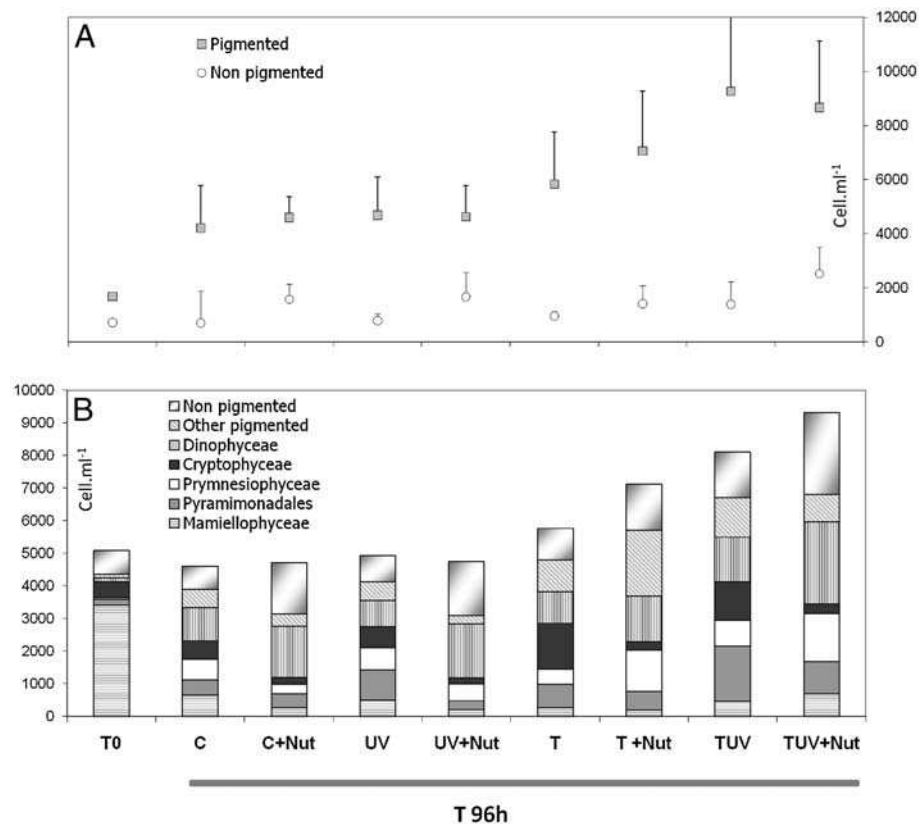 A
Pigmented
Non pigmented
12000
10000
8000
6000
4000
2000
0
Cell.ml-1
B
Non pigmented
Other pigmented
Dinophyceae
Cryptophyceae
Prymnesiophyceae
Pyramimonadales
Mamiellophyceae
10000
9000
8000
7000
6000
5000
4000
3000
2000
1000
0
Cell.ml-1
T0 C C+Nut UV UV+Nut T T +Nut TUV TUV+Nut
T 96h